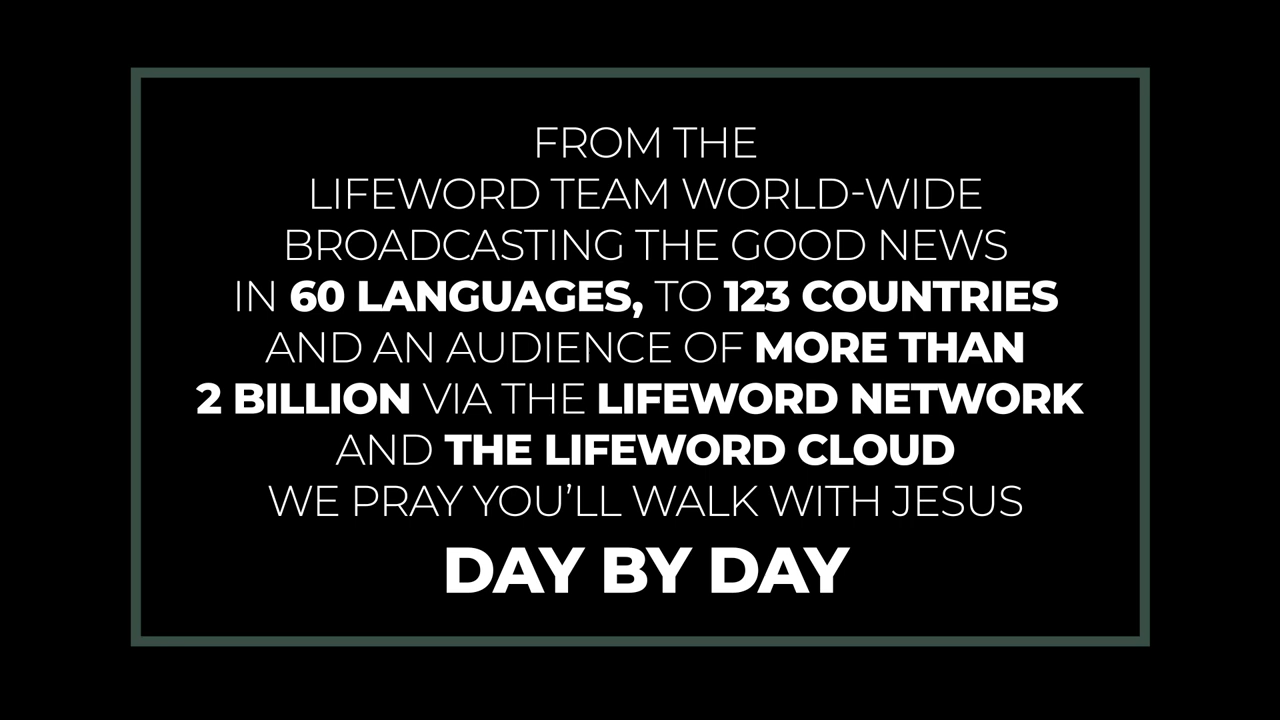 FROM THE
LIFEWORD TEAM WORLD-WIDE
BROADCASTING THE GOOD NEWS
IN 60 LANGUAGES, TO 123 COUNTRIES
AND AN AUDIENCE OF MORE THAN
2 BILLION VIA THE LIFEWORD NETWORK
AND THE LIFEWORD CLOUD
WE PRAY YOU’LL WALK WITH JESUS
DAY BY DAY